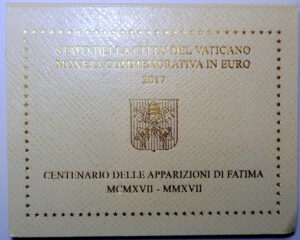 STATO DELLA CITTÀ DEL VATICANO
MONETA COMMEMORATIVA IN EURO
2017
CENTENARIO DELLE APPARIZIONI DI FATIMA
MCMXVII - MMXVII